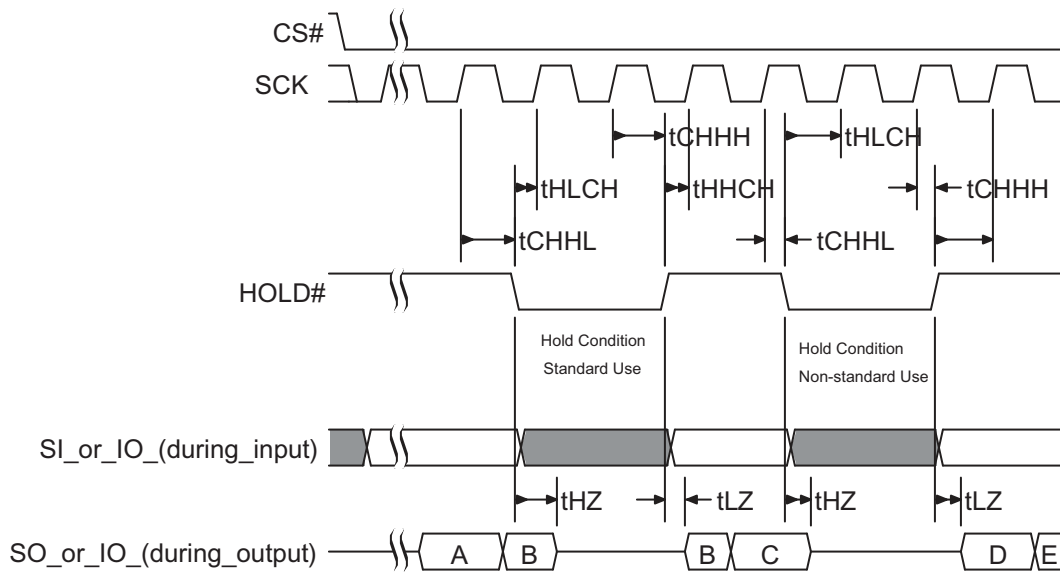 CS#
SCK
tCHHH
tHLCH
tHLCH
tHHCH
tCHHH
tCHHL
tCHHL
HOLD#
Hold Condition
Standard Use
Hold Condition
Non-standard Use
SI_or_IO_(during_input)
tHZ
tLZ
tHZ
tLZ
SO_or_IO_(during_output)
A
B
B
C
D
E